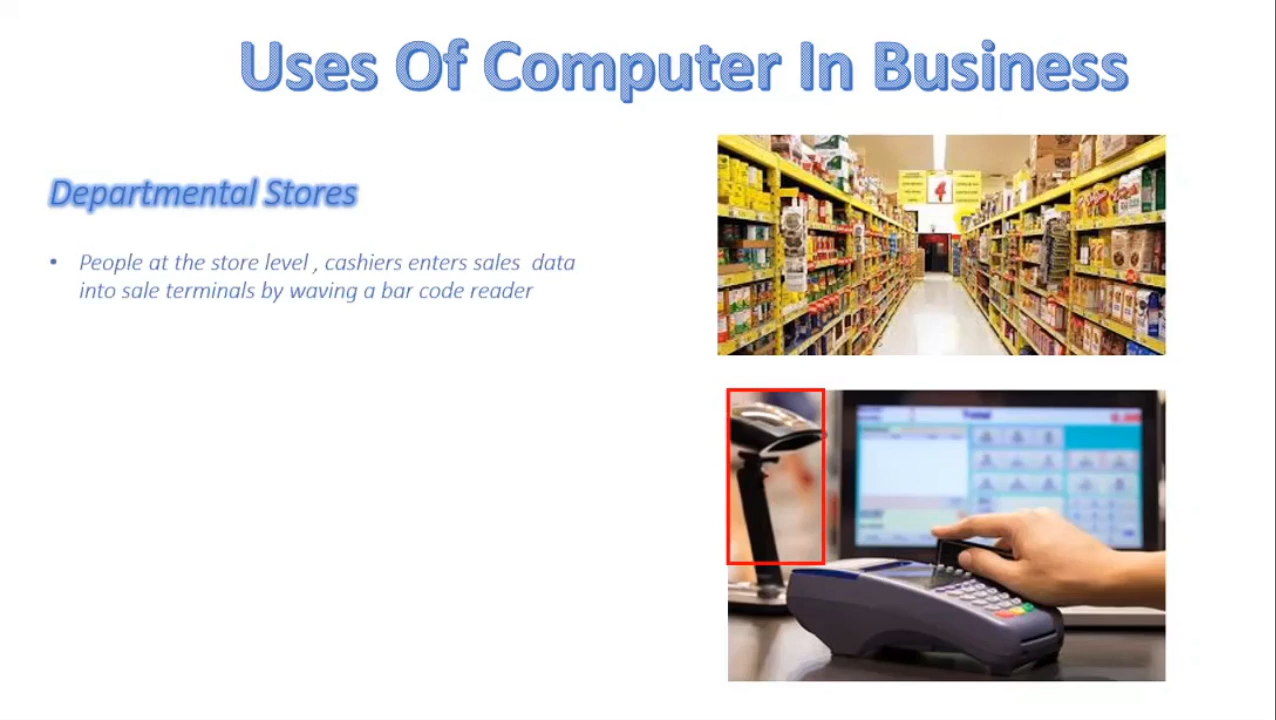 Uses Of Computer In Business
Departmental Stores
• People at the store level , cashiers enters sales data
into sale terminals by waving a bar code reader
4